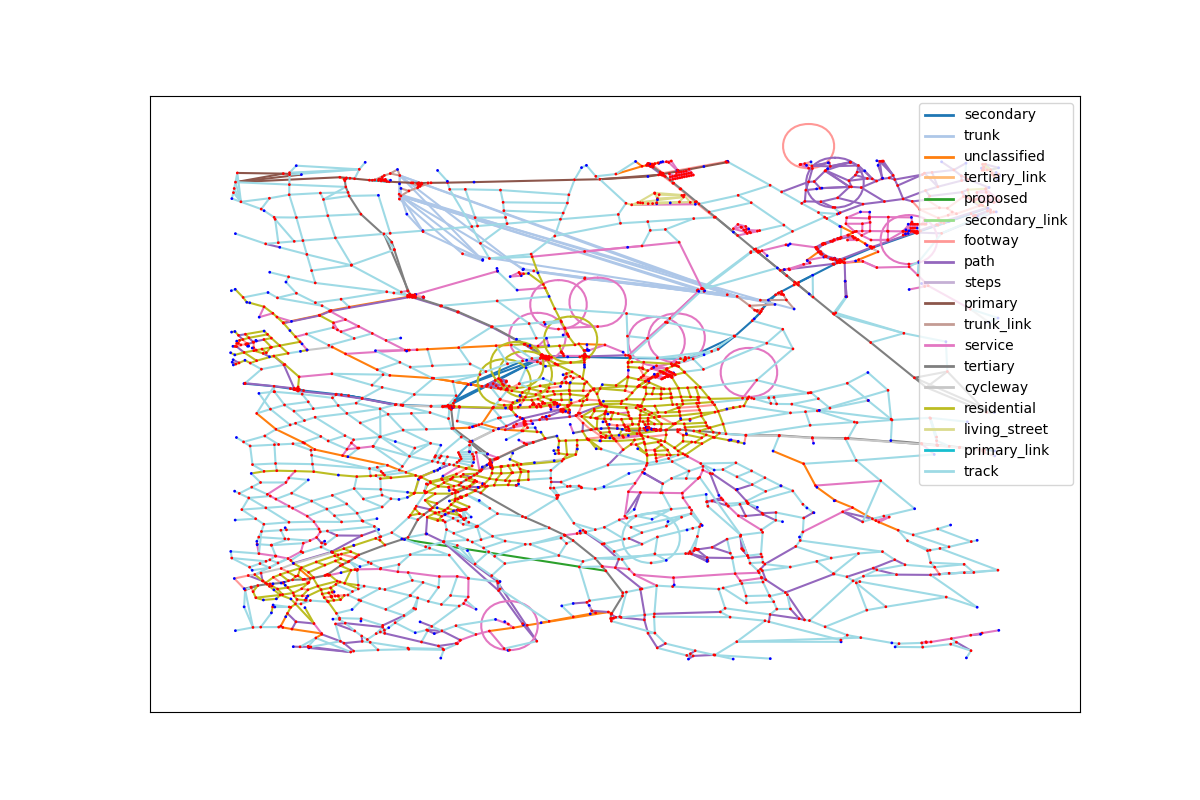 secondary
trunk
unclassified
tertiary_link
proposed
secondary_link
footway
path
steps
primary
trunk_link
service
tertiary
cycleway
residential
living_street
primary_link
track